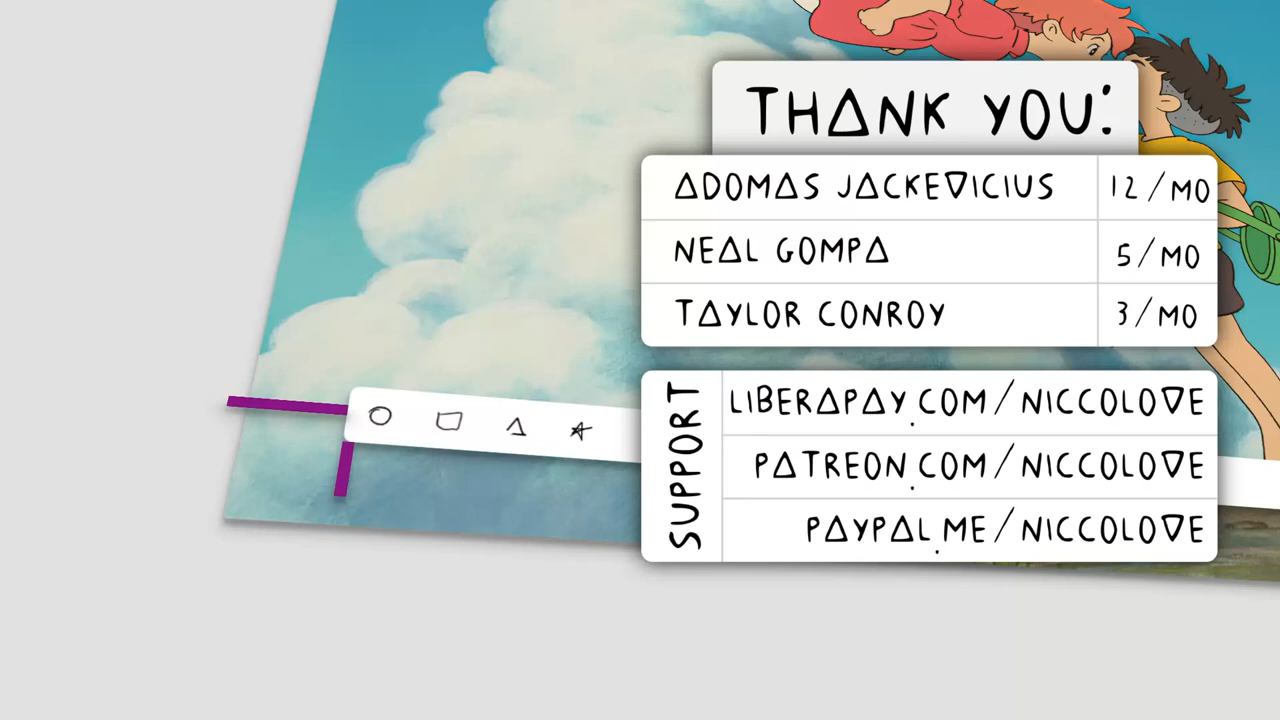 THANK YOU:
ADOMAS JACKEVICIUS 12/MO
NEAL GOMPA 5/MO
TAYLOR CONROY 3/MO
SUPPORT
LIBERAPAY.COM/NICCOLOVE
PATREON.COM/NICCOLOVE
PAYPAL.ME/NICCOLOVE